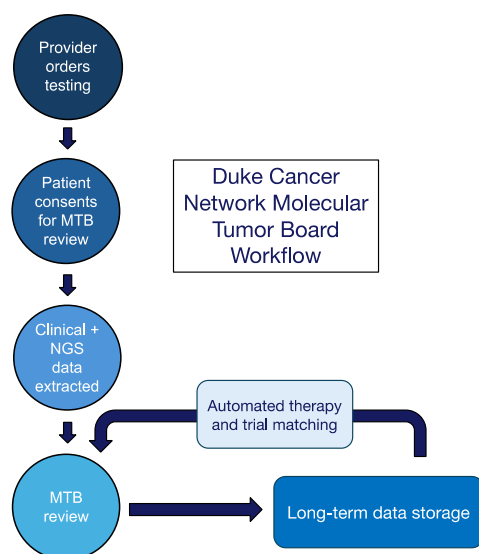 Provider
orders
testing
Patient
consents
for MTB
review
Duke Cancer
Network Molecular
Tumor Board
Workflow
Clinical +
NGS
data
extracted
Automated therapy
and trial matching
MTB
review
Long-term data storage